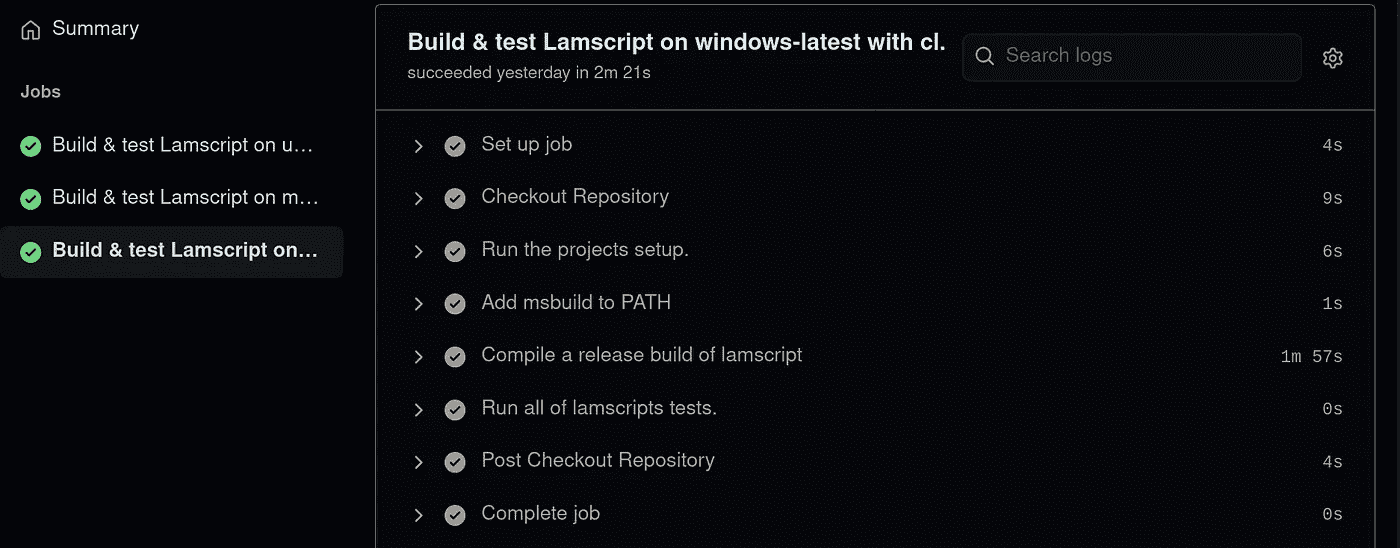 Summary
Jobs
Build & test Lamscript on u...
Build & test Lamscript on m...
Build & test Lamscript on...
Build & test Lamscript on windows-latest with cl.
succeeded yesterday in 2m 21s
Search logs
Set up job 4s
Checkout Repository 9s
Run the projects setup. 6s
Add msbuild to PATH 1s
Compile a release build of lamscript 1m 57s
Run all of lamscripts tests. 0s
Post Checkout Repository 4s
Complete job 0s